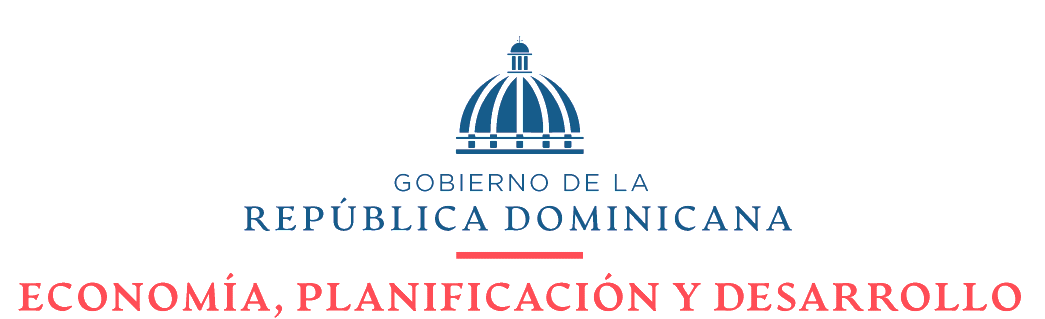 GOBIERNO DE LA
REPÚBLICA DOMINICANA
ECONOMÍA, PLANIFICACIÓN Y DESARROLLO